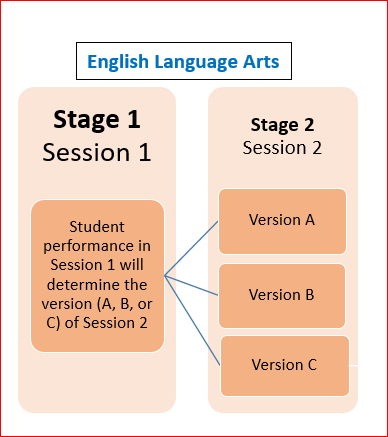 English Language Arts
Stage 1
Session 1
Student
performance in
Session 1 will
determine the
version (A, B, or
C) of Session 2
Stage 2
Session 2
Version A
Version B
Version C